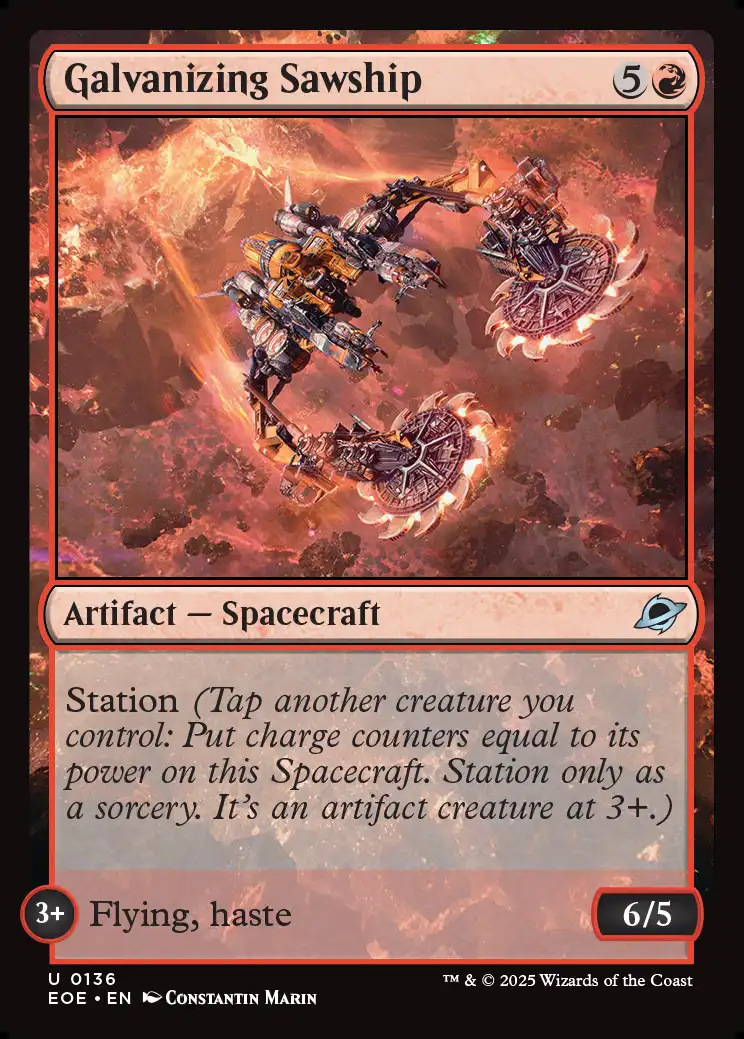 Galvanizing Sawship 5
Artifact — Spacecraft
Station (Tap another creature you
control: Put charge counters equal to its
power on this Spacecraft. Station only as
a sorcery. It's an artifact creature at 3+.)
3+ Flying, haste 6/5
U 0136
EOE • EN Constantin Marin
™ & © 2025 Wizards of the Coast